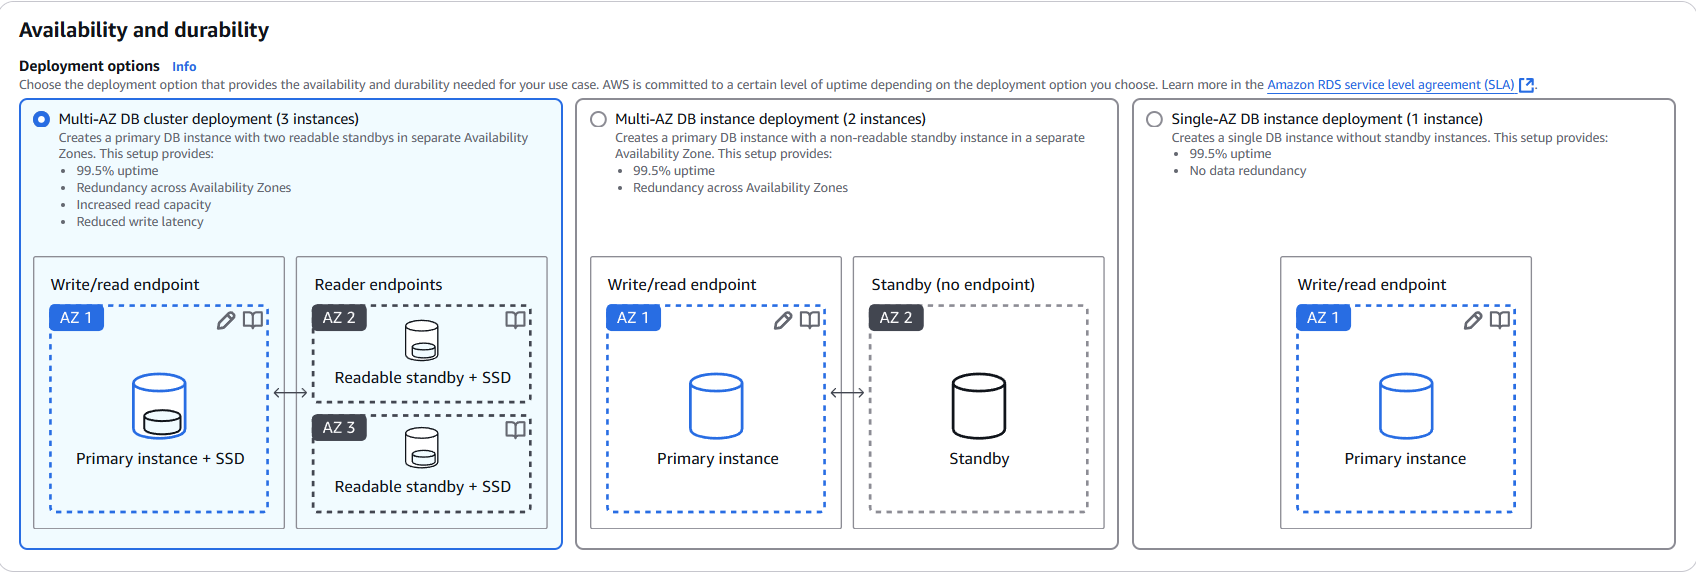 Availability and durability
Deployment options Info
Choose the deployment option that provides the availability and durability needed for your use case. AWS is committed to a certain level of uptime depending on the deployment option you choose. Learn more in the Amazon RDS service level agreement (SLA).
Multi-AZ DB cluster deployment (3 instances)
Creates a primary DB instance with two readable standbys in separate Availability
Zones. This setup provides:
• 99.5% uptime
• Redundancy across Availability Zones
• Increased read capacity
• Reduced write latency
Write/read endpoint
AZ 1
Primary instance + SSD
Reader endpoints
AZ 2
Readable standby + SSD
AZ 3
Readable standby + SSD
Multi-AZ DB instance deployment (2 instances)
Creates a primary DB instance with a non-readable standby instance in a separate
Availability Zone. This setup provides:
• 99.5% uptime
• Redundancy across Availability Zones
Write/read endpoint
AZ 1
Primary instance
Standby (no endpoint)
AZ 2
Standby
Single-AZ DB instance deployment (1 instance)
Creates a single DB instance without standby instances. This setup provides:
• 99.5% uptime
• No data redundancy
Write/read endpoint
AZ 1
Primary instance